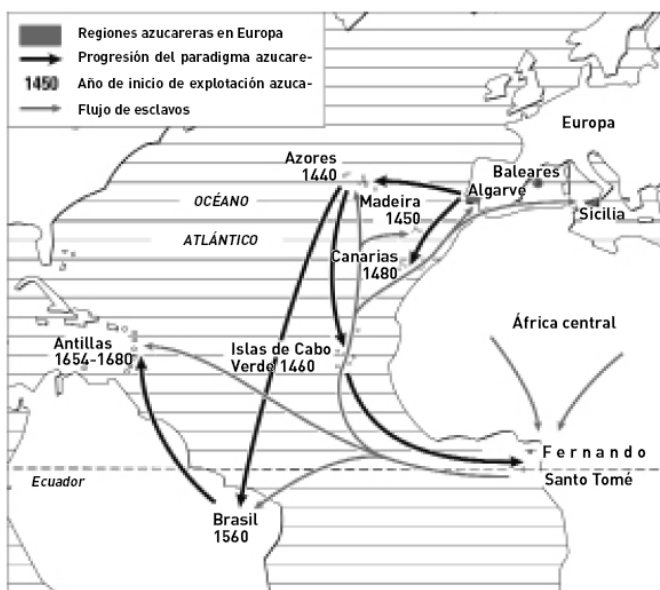 Regiones azucareras en Europa
Progresión del paradigma azucare-
1450 Año de inicio de explotación azuca-
Flujo de esclavos
Europa
Azores
1440
Baleares
Algarve
OCÉANO
Madeira
1450
Sicilia
ATLÁNTICO
Canarias
1480
África central
Antillas
1654-1680
Islas de Cabo
Verde 1460
Fernando
Santo Tomé
Ecuador
Brasil
1560